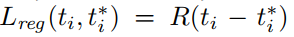 L_{reg}(t_i, t_i^*) = R(t_i - t_i^*)